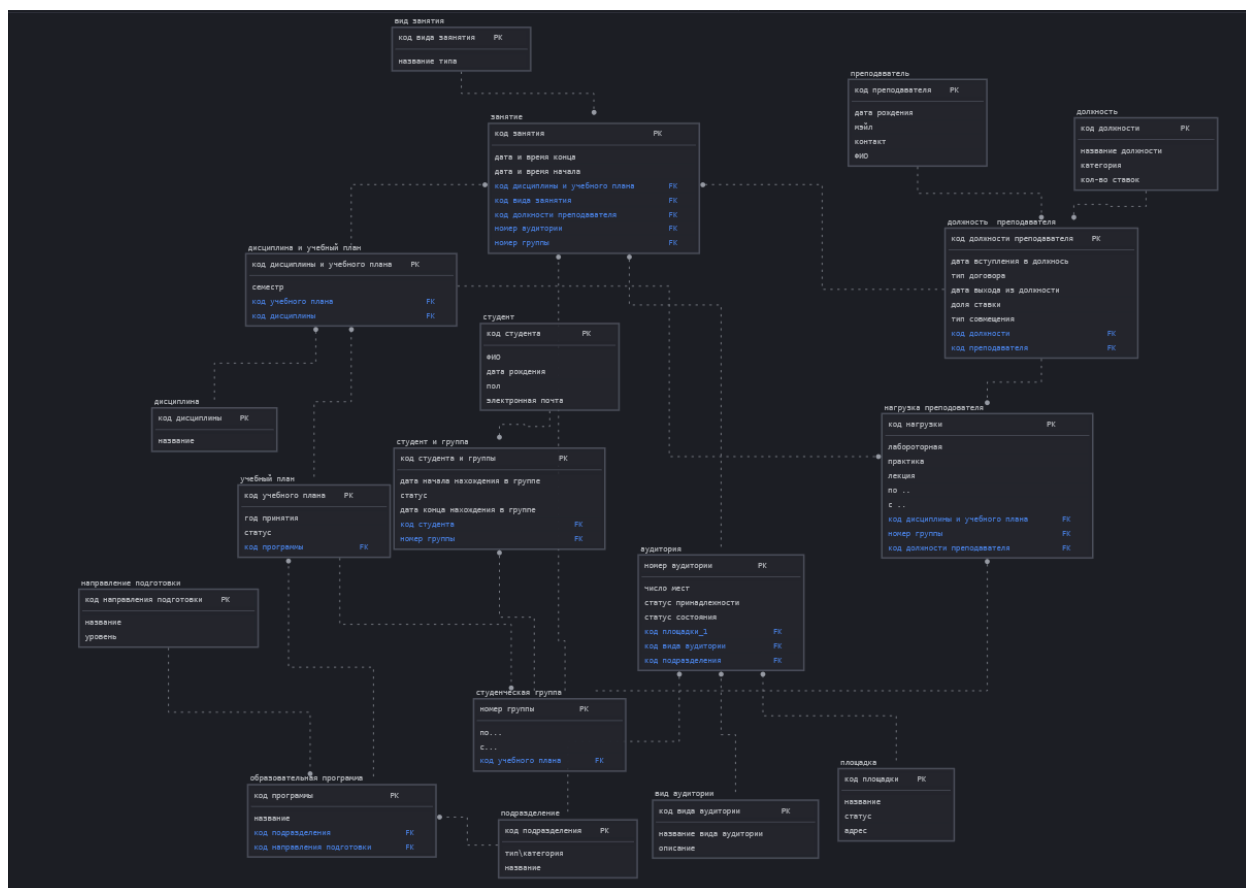 вид занятия
код вида заянятия PK
название типа
преподаватель
код преподавателя PK
дата рождения
мэйл
контакт
ФИО
должность
код должности PK
название должности
категория
кол-во ставок
занятие
код занятия PK
дата и время конца
дата и время начала
код дисциплины и учебного плана FK
код вида заянятия FK
код должности преподавателя FK
номер аудитории FK
номер группы FK
должность преподавателя
код должности преподавателя PK
дата вступления в должнось
тип договора
дата выхода из должности
доля ставки
тип совмещения
код должности FK
код преподавателя FK
дисциплина и учебный план
код дисциплины и учебного плана PK
семестр
код учебного плана FK
код дисциплины FK
студент
код студента PK
ФИО
дата рождения
пол
электронная почта
дисциплина
код дисциплины PK
название
нагрузка преподователя
код нагрузки PK
лабороторная
практика
лекция
по ..
с ..
код дисциплины и учебного плана FK
номер группы FK
код должности преподавателя FK
студент и группа
код студента и группы PK
дата начала нахождения в группе
статус
дата конца нахождения в группе
код студента FK
номер группы FK
учебный план
код учебного плана PK
год принятия
статус
код программы FK
аудитория
номер аудитории PK
число мест
статус принадлежности
статус состояния
код площадки_1 FK
код вида аудитории FK
код подразделения FK
направление подготовки
код направления подготовки PK
название
уровень
студенческая группа
номер группы PK
по...
с...
код учебного плана FK
образовательная программа
код программы PK
название
код подразделения FK
код направления подготовки FK
подразделение
код подразделения PK
тип\категория
название
вид аудитории
код вида аудитории PK
название вида аудитории
описание
площадка
код площадки PK
название
статус
адрес